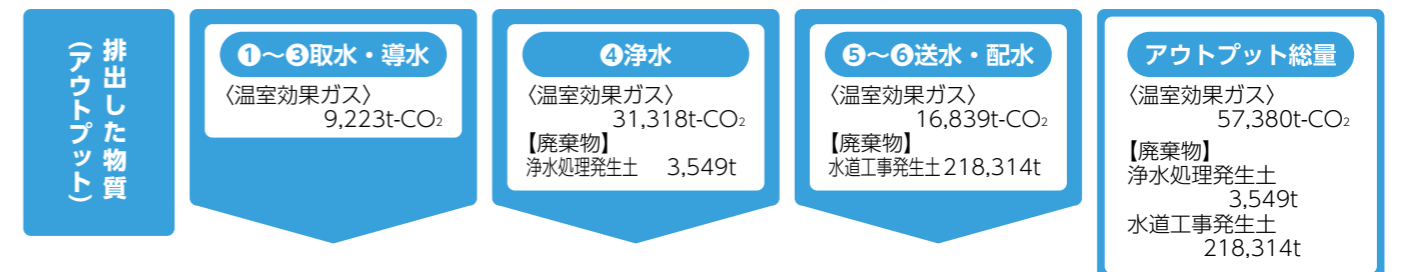 排出した物質
（アウトプット）
❶～❸取水・導水
〈温室効果ガス〉
9,223t-CO₂
❹浄水
〈温室効果ガス〉
31,318t-CO₂
【廃棄物】
浄水処理発生土 3,549t
❺～❻送水・配水
〈温室効果ガス〉
16,839t-CO₂
【廃棄物】
水道工事発生土218,314t
アウトプット総量
〈温室効果ガス〉
57,380t-CO₂
【廃棄物】
浄水処理発生土
3,549t
水道工事発生土
218,314t